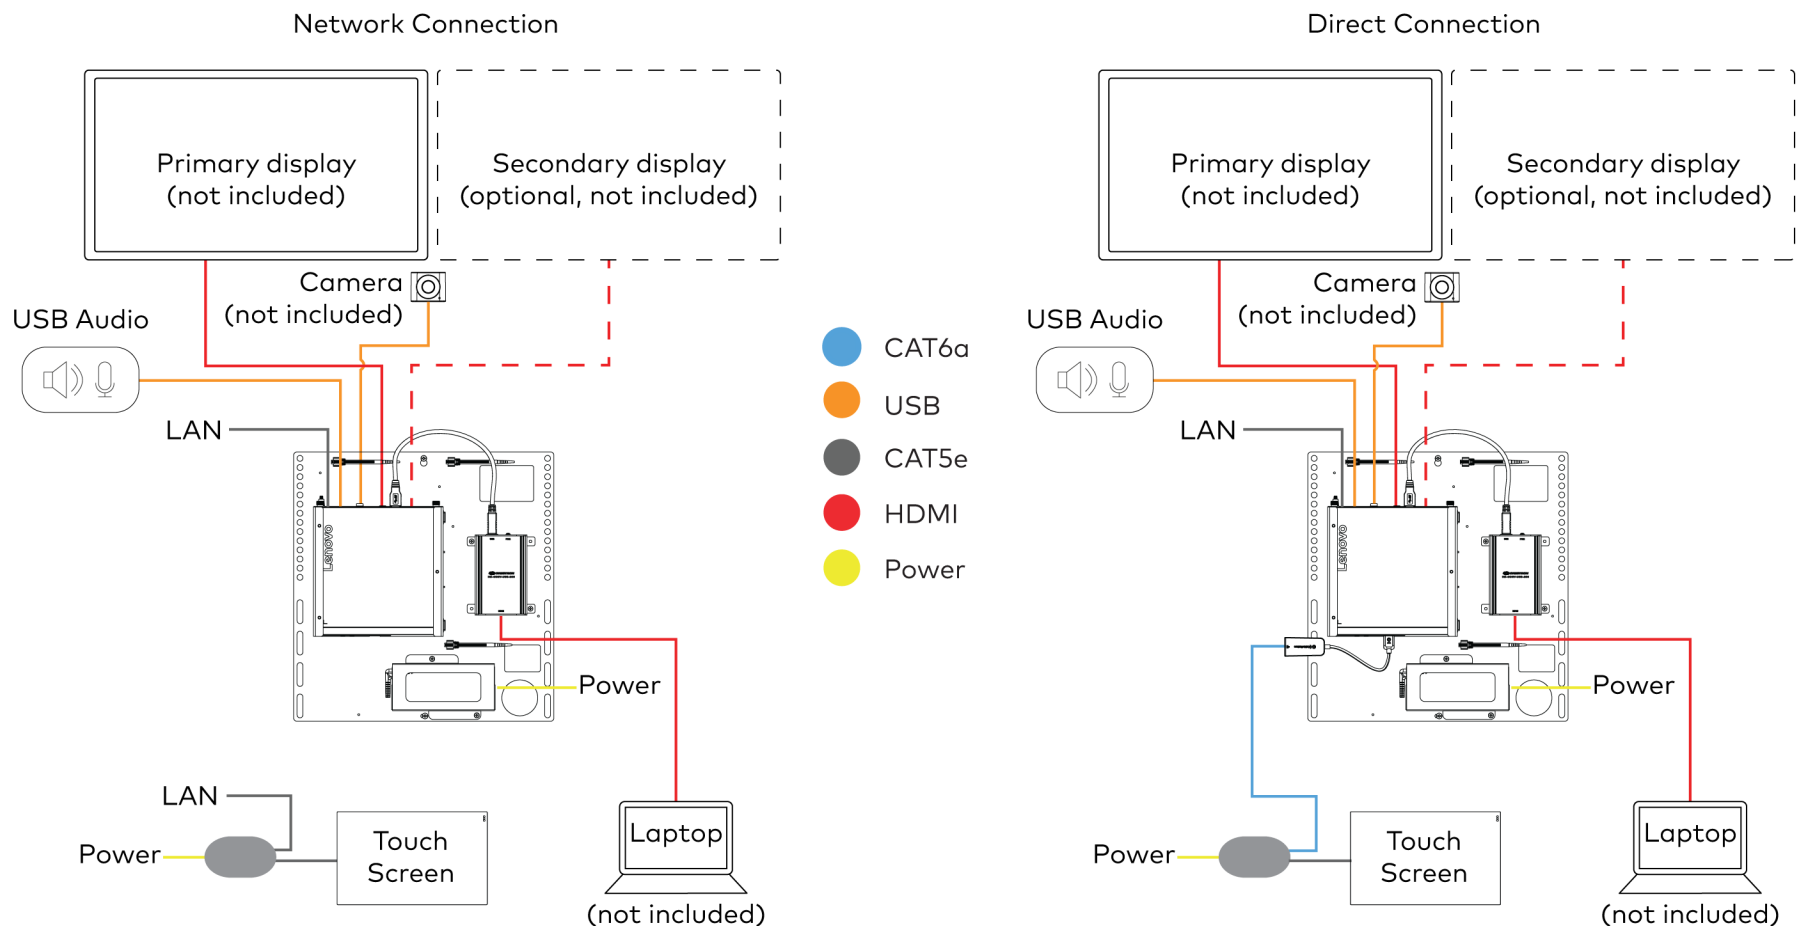 Network Connection
Primary display
(not included)
Secondary display
(optional, not included)
Camera
(not included)
USB Audio
LAN
Lenovo
Power
LAN
Power
Touch
Screen
Laptop
(not included)
CAT6a
USB
CAT5e
HDMI
Power
Direct Connection
Primary display
(not included)
Secondary display
(optional, not included)
Camera
(not included)
USB Audio
LAN
Lenovo
Power
Power
Touch
Screen
Laptop
(not included)